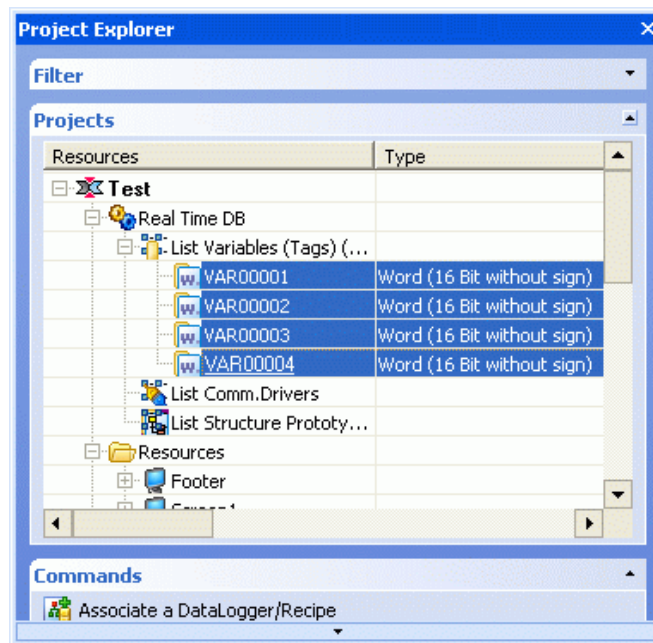 Project Explorer
Filter
Projects
Resources Type
Test
Real Time DB
List Variables (Tags) (...
VAR00001 Word (16 Bit without sign)
VAR00002 Word (16 Bit without sign)
VAR00003 Word (16 Bit without sign)
VAR00004 Word (16 Bit without sign)
List Comm.Drivers
List Structure Prototy...
Resources
Footer
Screen1
Commands
Associate a DataLogger/Recipe